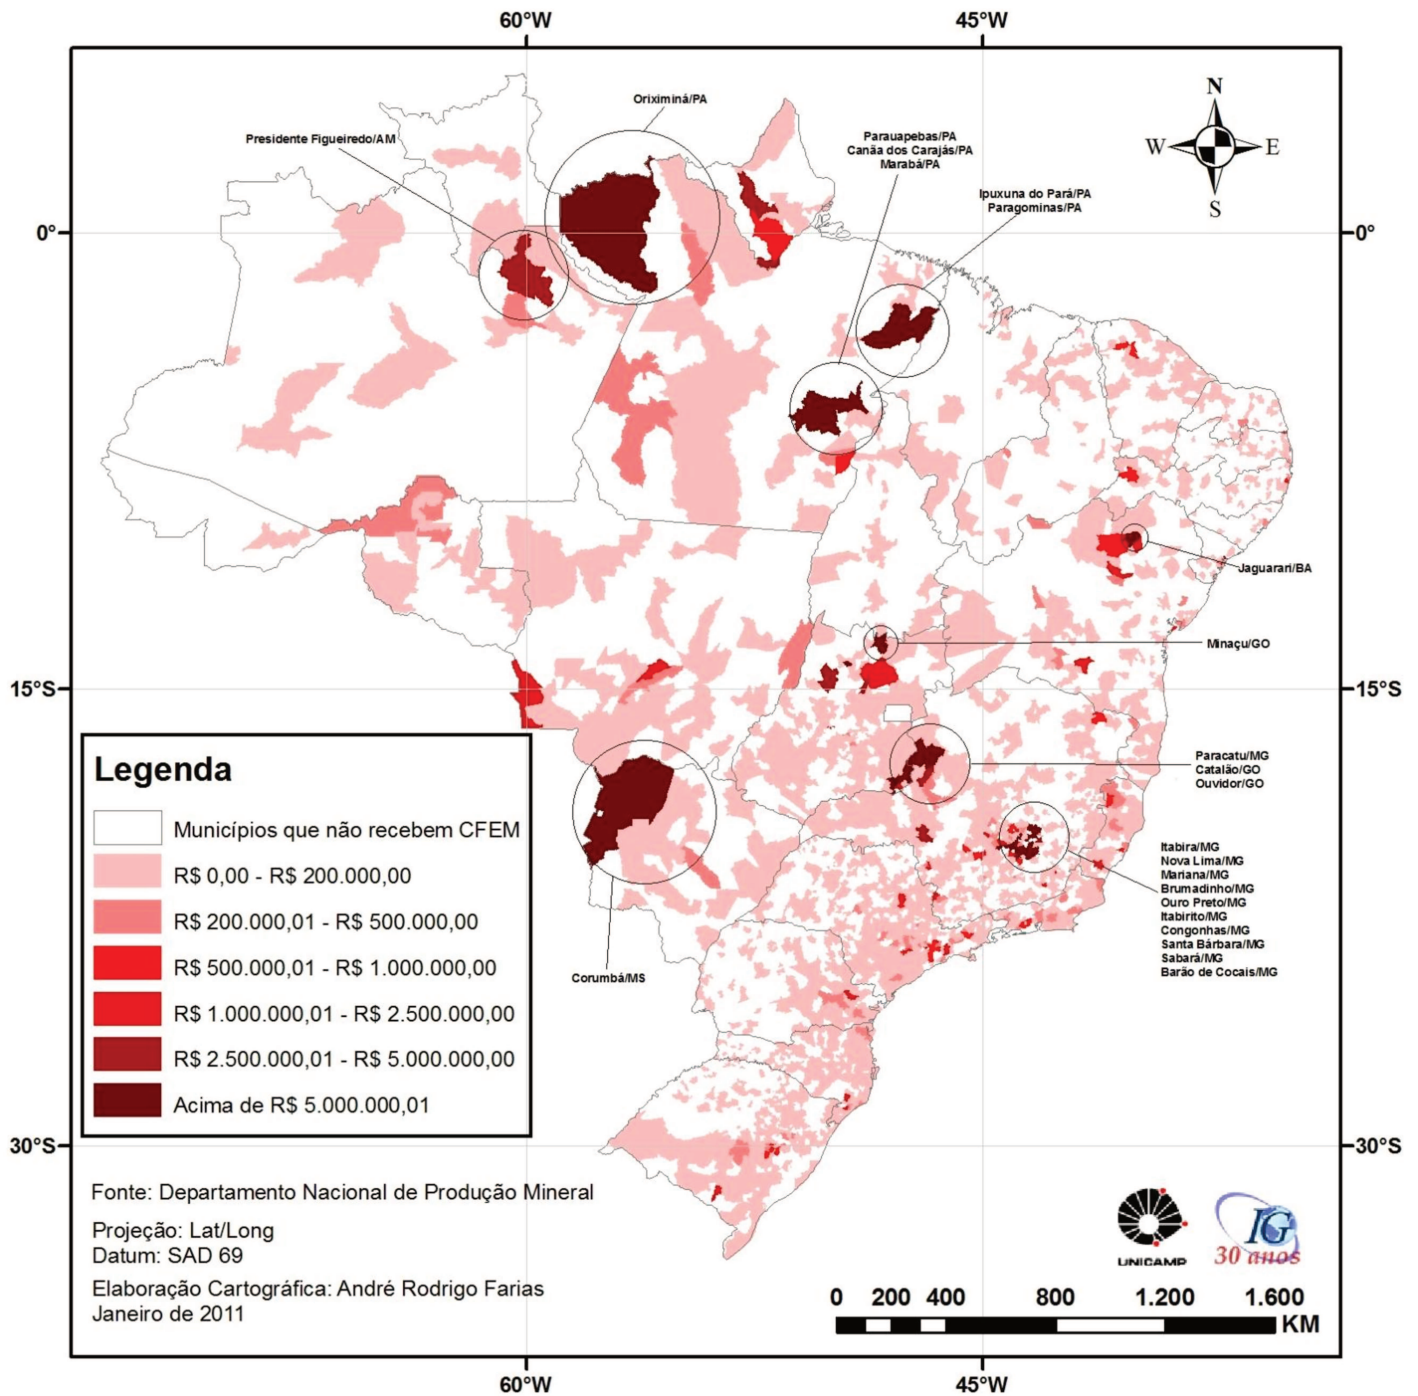 60°W
45°W
Oriximiná/PA
Presidente Figueiredo/AM
Parauapebas/PA
Canãa dos Carajás/PA
Marabá/PA
Ipuxuna do Pará/PA
Paragominas/PA
N
W
E
S
0°
0°
Jaguarari/BA
Minaçu/GO
15°S
15°S
Paracatu/MG
Catalão/GO
Ouvidor/GO
Itabira/MG
Nova Lima/MG
Mariana/MG
Brumadinho/MG
Ouro Preto/MG
Itabirito/MG
Congonhas/MG
Santa Bárbara/MG
Sabará/MG
Barão de Cocais/MG
Corumbá/MS
Legenda
Municípios que não recebem CFEM
R$ 0,00 - R$ 200.000,00
R$ 200.000,01 - R$ 500.000,00
R$ 500.000,01 - R$ 1.000.000,00
R$ 1.000.000,01 - R$ 2.500.000,00
R$ 2.500.000,01 - R$ 5.000.000,00
Acima de R$ 5.000.000,01
30°S
30°S
Fonte: Departamento Nacional de Produção Mineral
Projeção: Lat/Long
Datum: SAD 69
Elaboração Cartográfica: André Rodrigo Farias
Janeiro de 2011
UNICAMP
IG
30 anos
0 200 400 800 1.200 1.600
KM
60°W
45°W